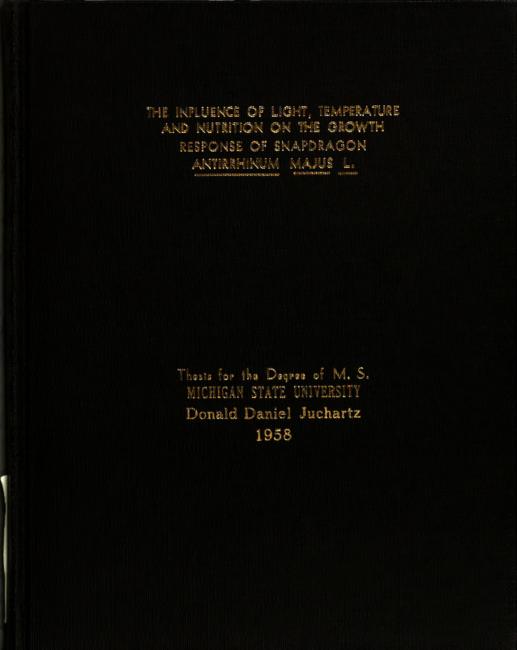 THE INFLUENCE OF LIGHT, TEMPERATURE
AND NUTRITION ON THE GROWTH
RESPONSE OF SNAPDRAGON
ANTIRRHINUM MAJUS L.
Thesis for the Degree of M. S.
MICHIGAN STATE UNIVERSITY
Donald Daniel Juchartz
1958